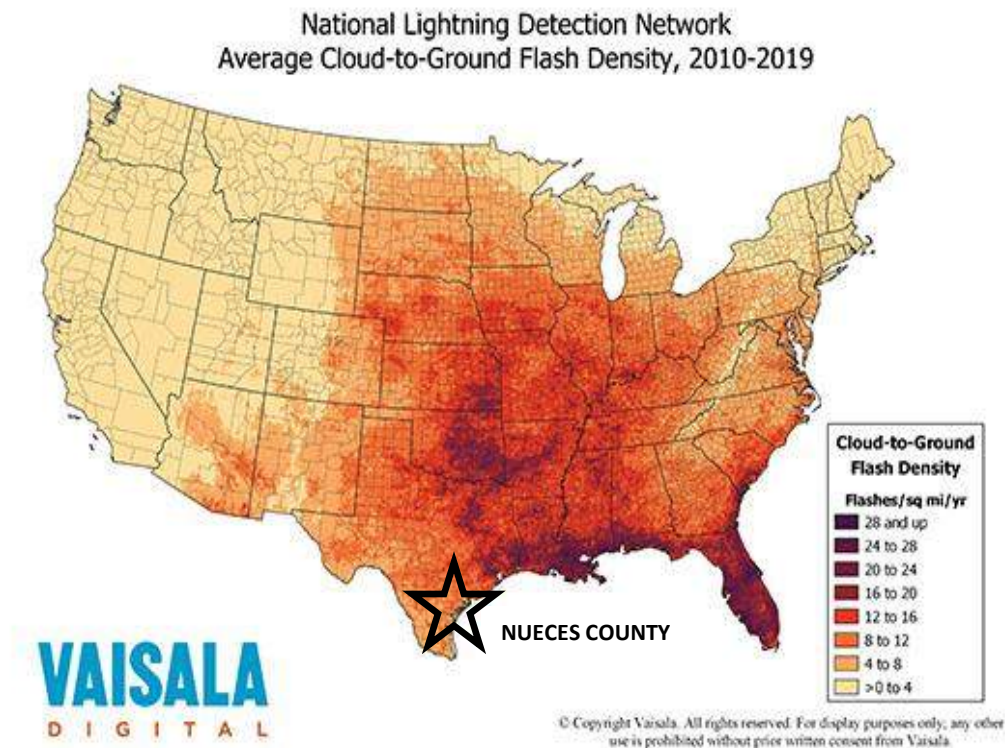 National Lightning Detection Network
Average Cloud-to-Ground Flash Density, 2010-2019
Cloud-to-Ground
Flash Density
Flashes/sq mi/yr
28 and up
24 to 28
20 to 24
16 to 20
12 to 16
8 to 12
4 to 8
>0 to 4
NUECES COUNTY
VAISALA
DIGITAL
© Copyright Vaisala. All rights reserved. For display purposes only; any other
use is prohibited without prior written consent from Vaisala.